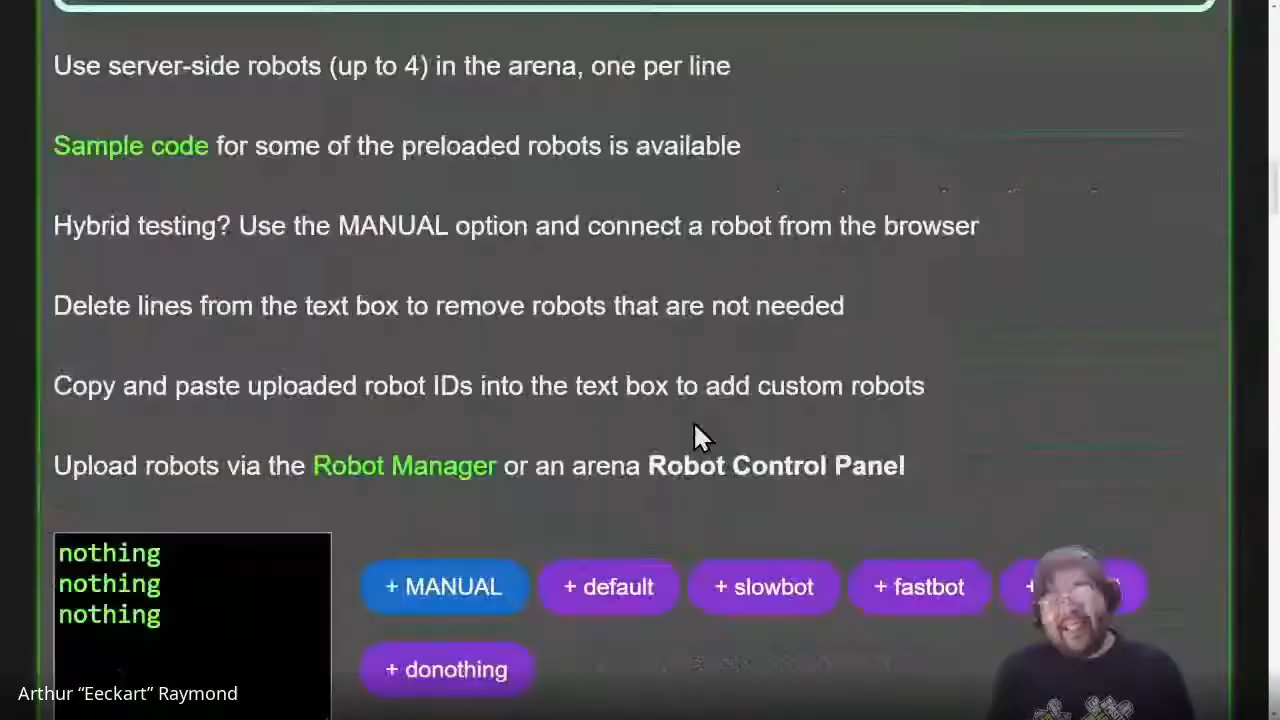 Use server-side robots (up to 4) in the arena, one per line
Sample code for some of the preloaded robots is available
Hybrid testing? Use the MANUAL option and connect a robot from the browser
Delete lines from the text box to remove robots that are not needed
Copy and paste uploaded robot IDs into the text box to add custom robots
Upload robots via the Robot Manager or an arena Robot Control Panel
nothing
nothing
nothing
+ MANUAL
+ default
+ slowbot
+ fastbot
+
+ donothing
Arthur “Eeckart” Raymond